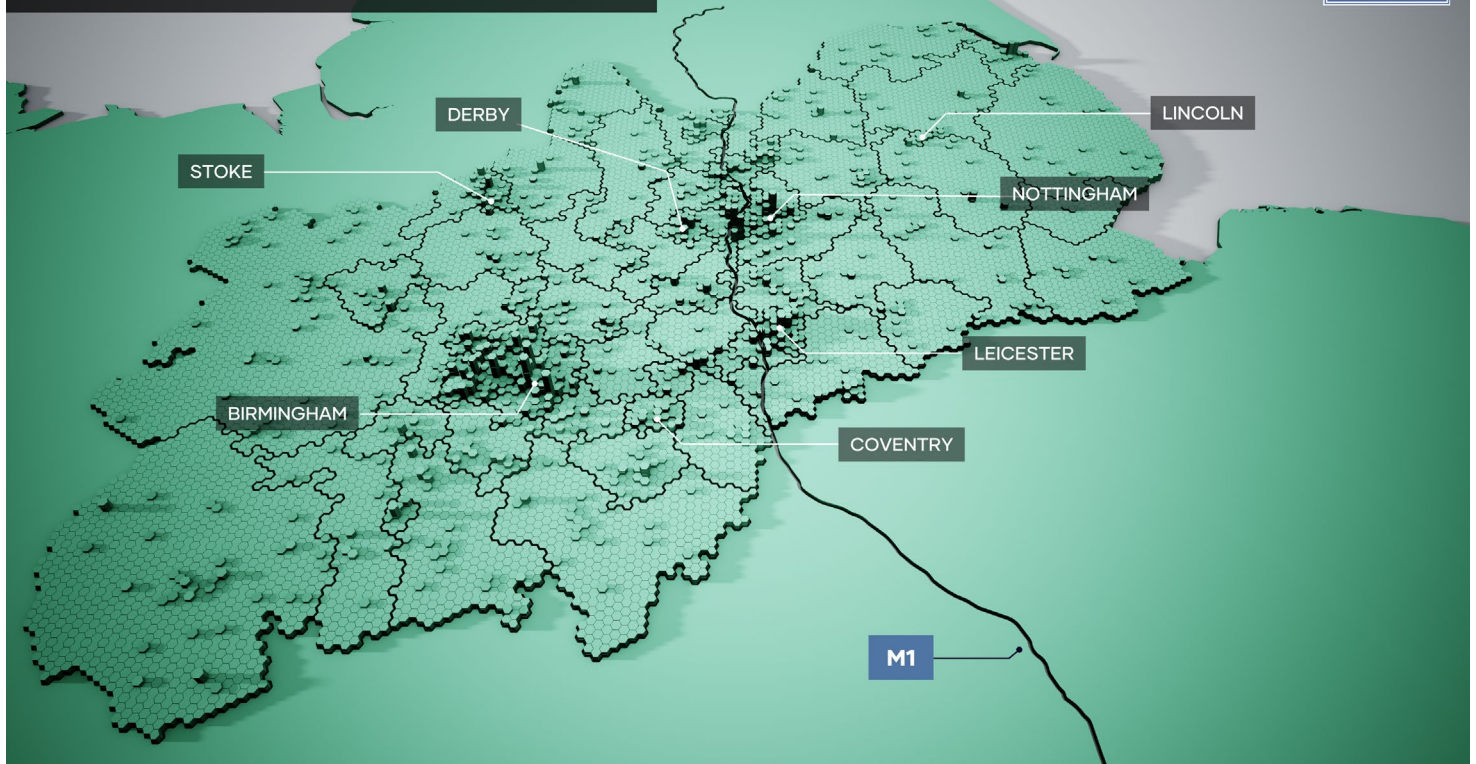 DERBY
LINCOLN
STOKE
NOTTINGHAM
LEICESTER
BIRMINGHAM
COVENTRY
M1